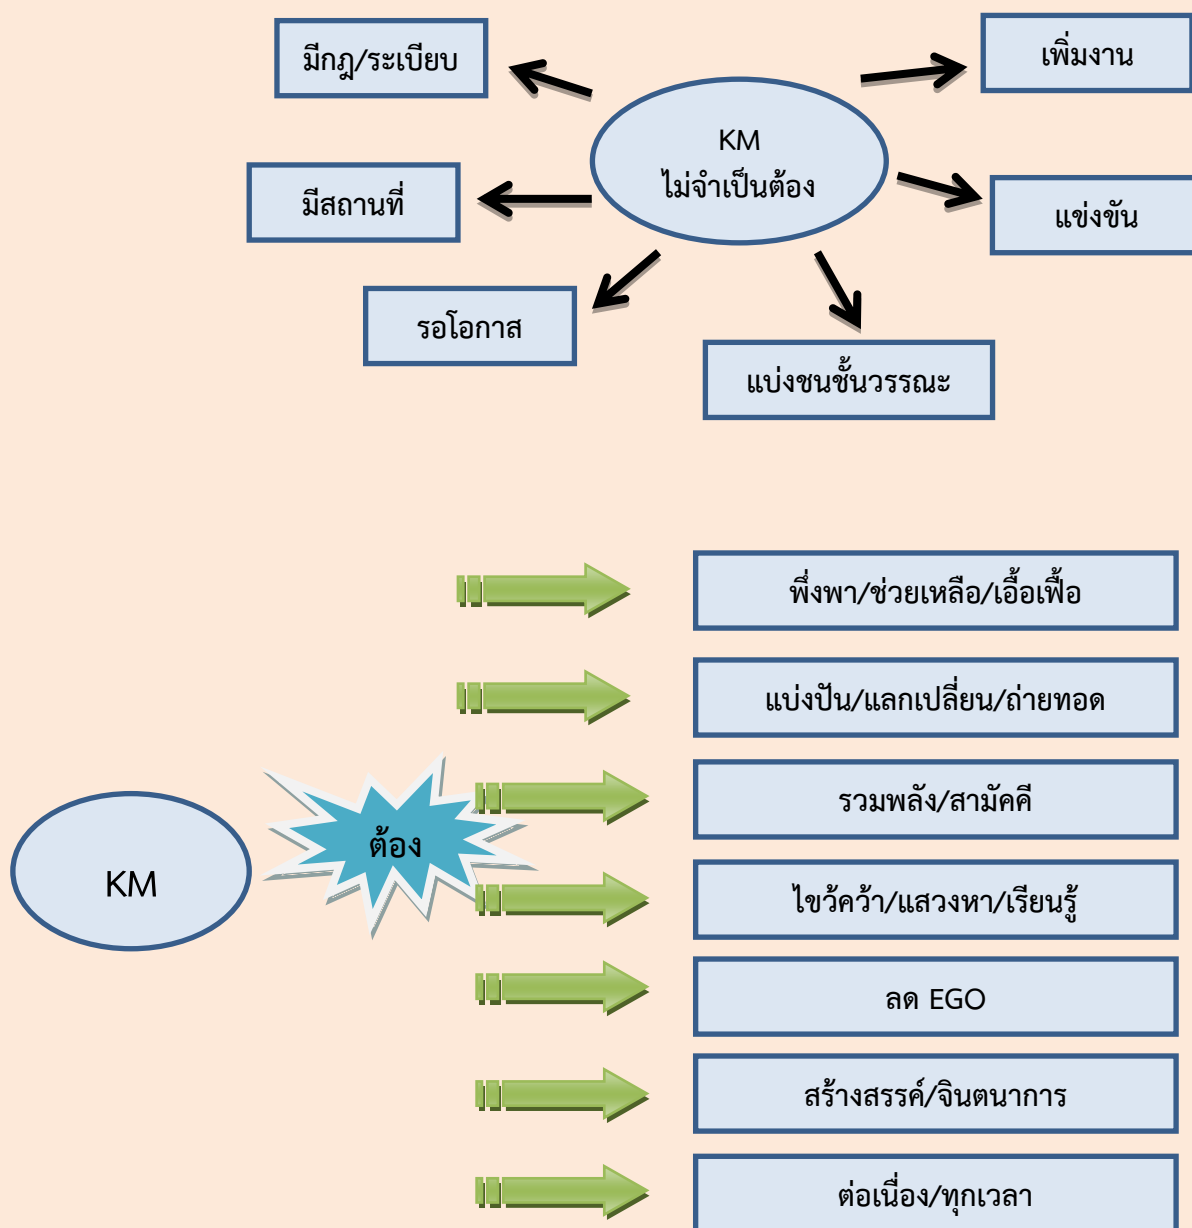 มีกฎ/ระเบียบ
เพิ่มงาน
KM
ไม่จำเป็นต้อง
มีสถานที่
แข่งขัน
รอโอกาส
แบ่งชนชั้นวรรณะ
พึ่งพา/ช่วยเหลือ/เอื้อเฟื้อ
แบ่งปัน/แลกเปลี่ยน/ถ่ายทอด
รวมพลัง/สามัคคี
ต้อง
KM
ไขว้คว้า/แสวงหา/เรียนรู้
ลด EGO
สร้างสรรค์/จินตนาการ
ต่อเนื่อง/ทุกเวลา